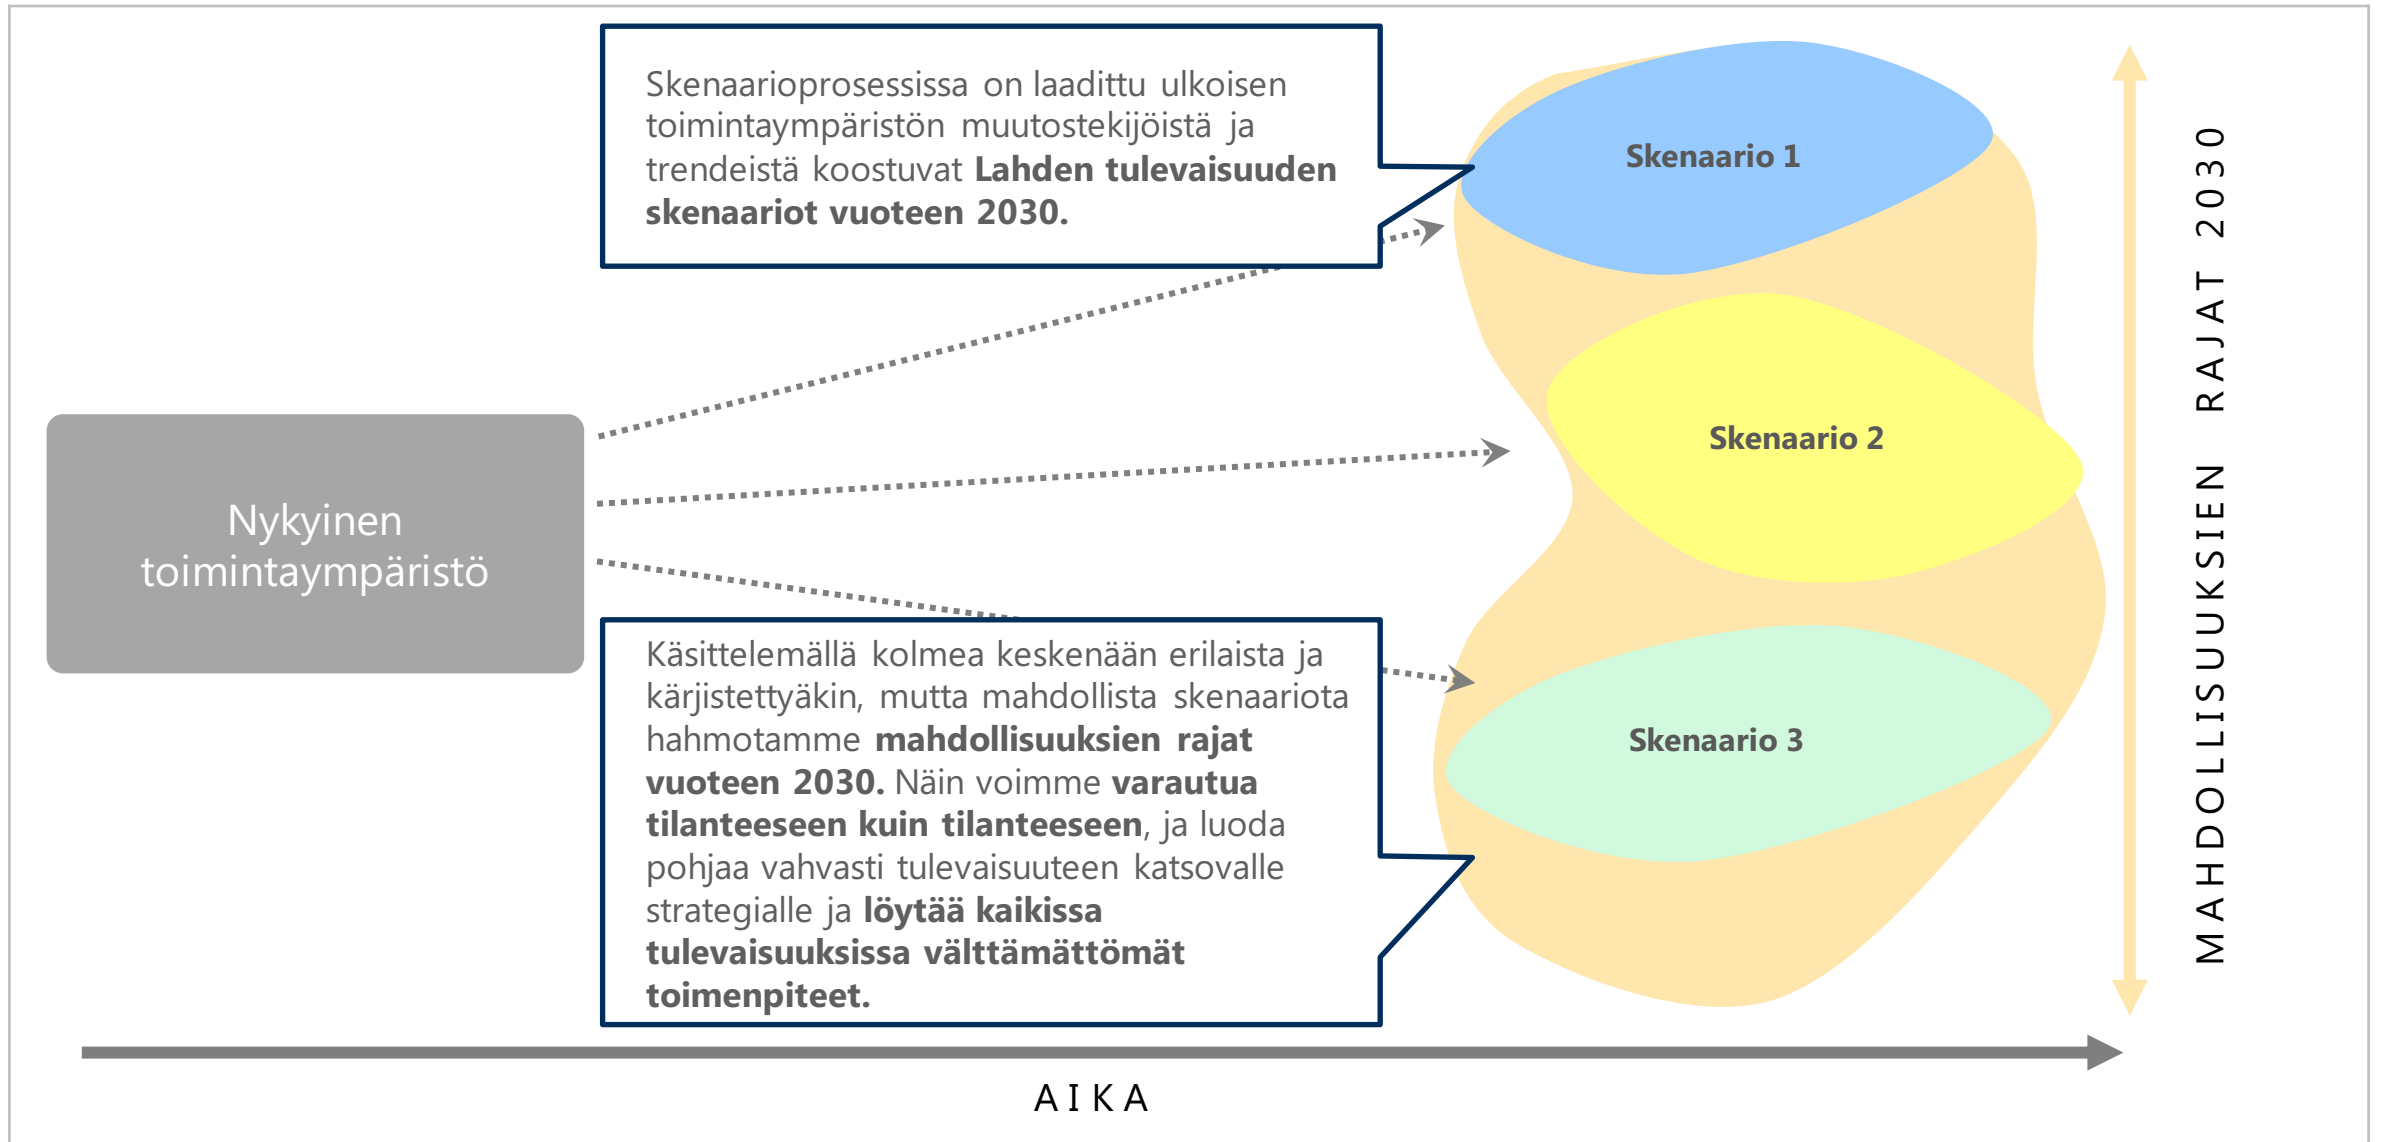 Skenaarioprosessissa on laadittu ulkoisen
toimintaympäristön muutostekijöistä ja
trendeistä koostuvat Lahden tulevaisuuden
skenaariot vuoteen 2030.
Skenaario 1
Skenaario 2
Skenaario 3
Nykyinen
toimintaympäristö
Käsittelemällä kolmea keskenään erilaista ja
kärjistettyäkin, mutta mahdollista skenaariota
hahmotamme mahdollisuuksien rajat
vuoteen 2030. Näin voimme varautua
tilanteeseen kuin tilanteeseen, ja luoda
pohjaa vahvasti tulevaisuuteen katsovalle
strategialle ja löytää kaikissa
tulevaisuuksissa välttämättömät
toimenpiteet.
MAHDOLLISUUKSIEN RAJAT 2030
AIKA